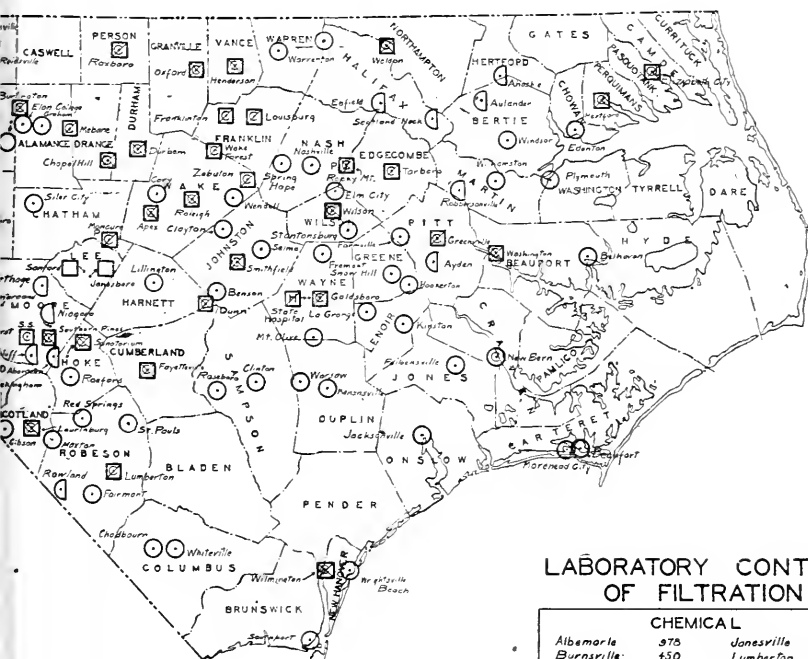 GATES
CURRITUCK
CAMDEN
PASQUOTANK
PERQUIMANS
CHOWAN
NORTHAMPTON
PERSON
Roxboro
CASWELL
Reidsville
GRANVILLE
Oxford
VANCE
Henderson
WARREN
Warrenton
Weldon
HALIFAX
HERTFORD
Ahoskie
Elizabeth City
Hertford
Burlington
Elon College
Graham
Mebane
ALAMANCE
ORANGE
DURHAM
Durham
Chapel Hill
Franklinton
Louisburg
FRANKLIN
Wake
Forest
Enfield
Scotland Neck
Aulander
BERTIE
Windsor
Edenton
NASH
Nashville
Spring
Hope
EDGECOMBE
Rocky Mt.
Tarboro
Zebulon
Cary
WAKE
Raleigh
Wendell
Apex
Clayton
Elm City
WILS
Wilson
Stantonsburg
Williamston
MARTIN
Robersonville
Plymouth
WASHINGTON
TYRRELL
DARE
Siler City
CHATHAM
Moncure
JOHNSTON
Selma
Smithfield
Fremont
Farmville
PITT
Greenville
Ayden
GREENE
Snow Hill
Hookerton
Washington
BEAUFORT
Belhaven
HYDE
LEE
Sanford
Jonesboro
Lillington
HARNETT
Benson
Dunn
WAYNE
Goldsboro
State
Hospital
La Grange
Mt. Olive
LENOIR
Kinston
CRAVEN
New Bern
PAMLICO
MOORE
Niagara
S.S.
Southern Pines
Sanatorium
Aberdeen
HOKE
Raeford
CUMBERLAND
Fayetteville
SAMPSON
Roseboro
Clinton
Warsaw
Kenansville
DUPLIN
JONES
Jacksonville
ONSLOW
CARTERET
Beaufort
Morehead City
Red Springs
SCOTLAND
Laurinburg
Gibson
Maxton
St. Pauls
ROBESON
Rowland
Lumberton
Fairmont
BLADEN
PENDER
Chadbourn
Whiteville
COLUMBUS
Wilmington
NEW HANOVER
Wrightsville
Beach
BRUNSWICK
Southport
LABORATORY CONT
OF FILTRATION
CHEMICAL
Albemarle 978 Jonesville
Burnsville 450 Lumberton